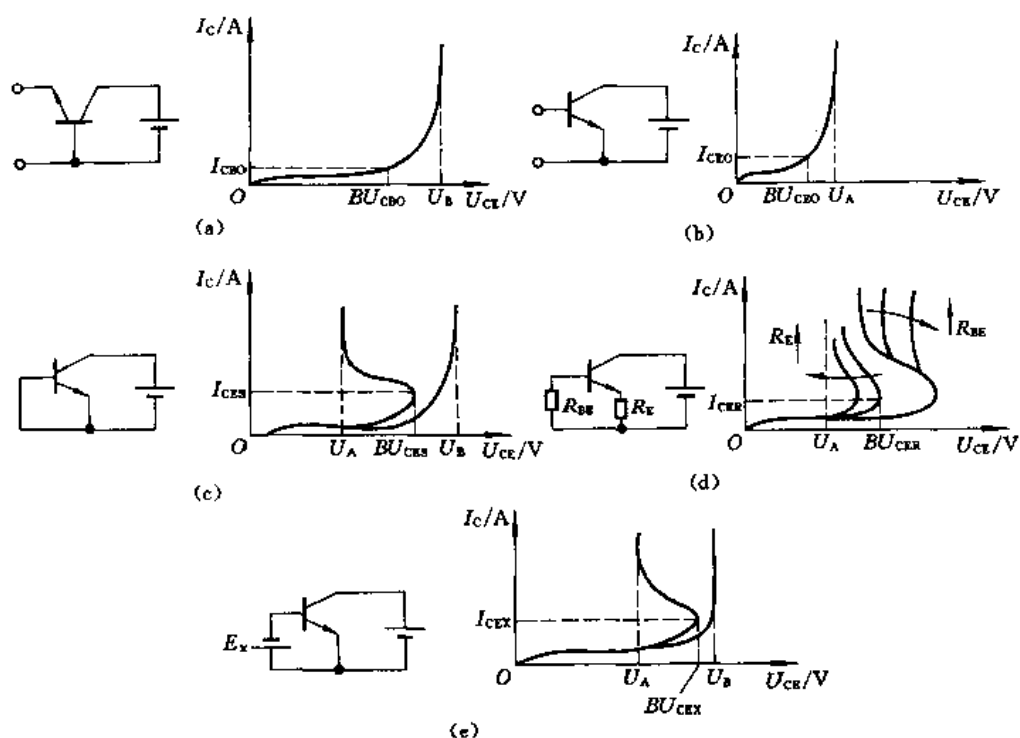 I_C/A
I_CBO
O
BU_CBO
U_B
U_CE/V
(a)
I_C/A
I_CEO
O
BU_CEO
U_A
U_CE/V
(b)
I_C/A
I_CES
O
U_A
BU_CES
U_B
U_CE/V
(c)
I_C/A
R_E
R_BE
I_CER
R_BE
R_E
O
U_A
BU_CER
U_CE/V
(d)
I_C/A
I_CEX
E_x
O
U_A
U_B
U_CE/V
BU_CEX
(e)